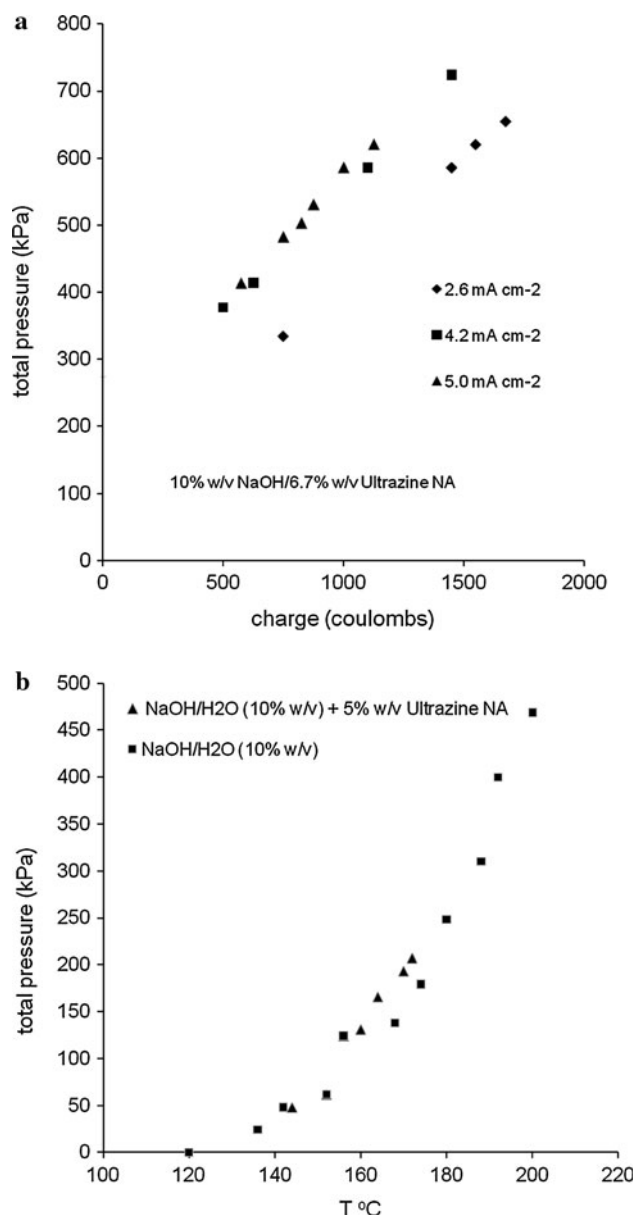 a
800
700
600
500
400
300
200
100
0
total pressure (kPa)
2.6 mA cm-2
4.2 mA cm-2
5.0 mA cm-2
10% w/v NaOH/6.7% w/v Ultrazine NA
0 500 1000 1500 2000
charge (coulombs)
b
500
450
400
350
300
250
200
150
100
50
0
total pressure (kPa)
NaOH/H2O (10% w/v) + 5% w/v Ultrazine NA
NaOH/H2O (10% w/v)
100 120 140 160 180 200 220
T ºC